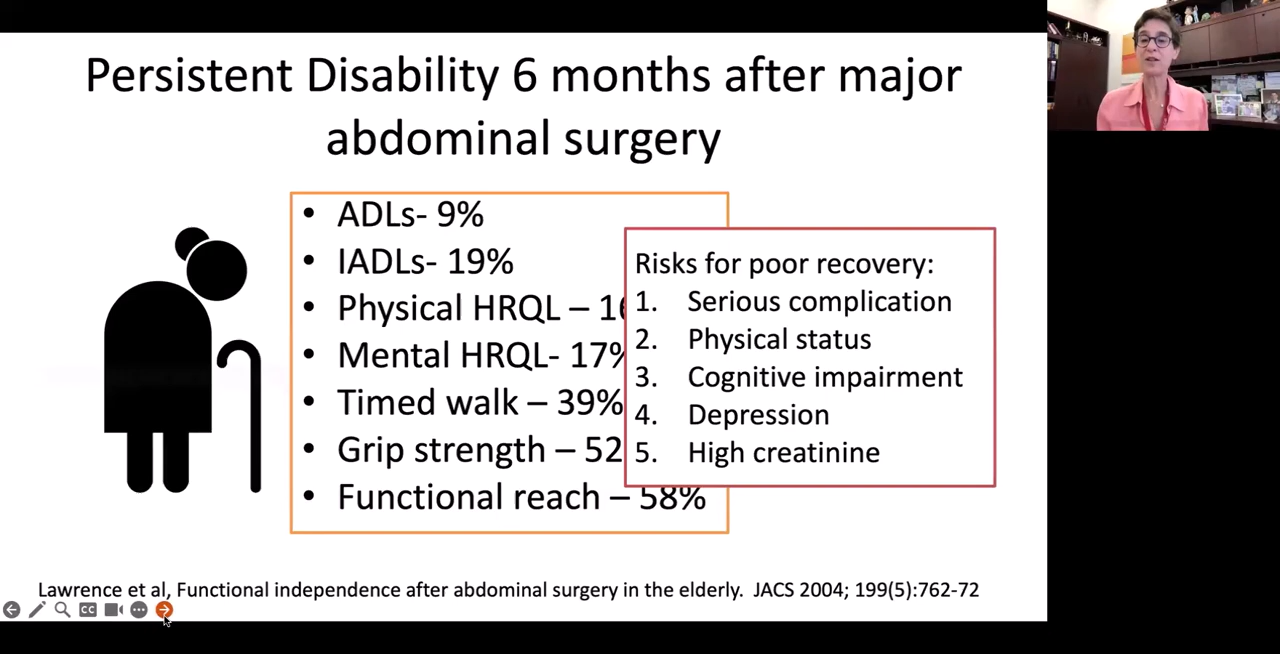 Persistent Disability 6 months after major
abdominal surgery
• ADLs- 9%
• IADLs- 19%
• Physical HRQL –
• Mental HRQL- 17%
• Timed walk – 39%
• Grip strength – 52
• Functional reach – 58%
Risks for poor recovery:
1. Serious complication
2. Physical status
3. Cognitive impairment
4. Depression
5. High creatinine
Lawrence et al, Functional independence after abdominal surgery in the elderly. JACS 2004; 199(5):762-72
CC